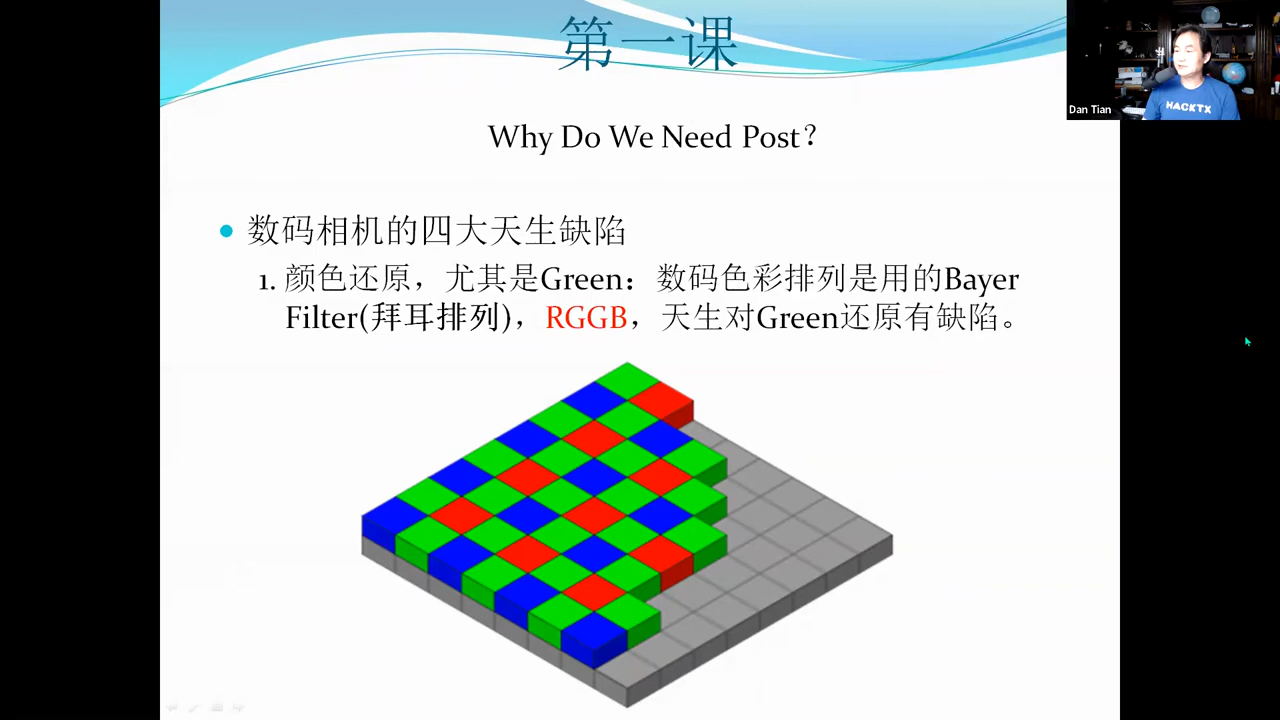 第一课
Why Do We Need Post？
数码相机的四大天生缺陷
1. 颜色还原，尤其是Green：数码色彩排列是用的Bayer
Filter(拜耳排列)，RGGB，天生对Green还原有缺陷。
Dan Tian
HACKTX